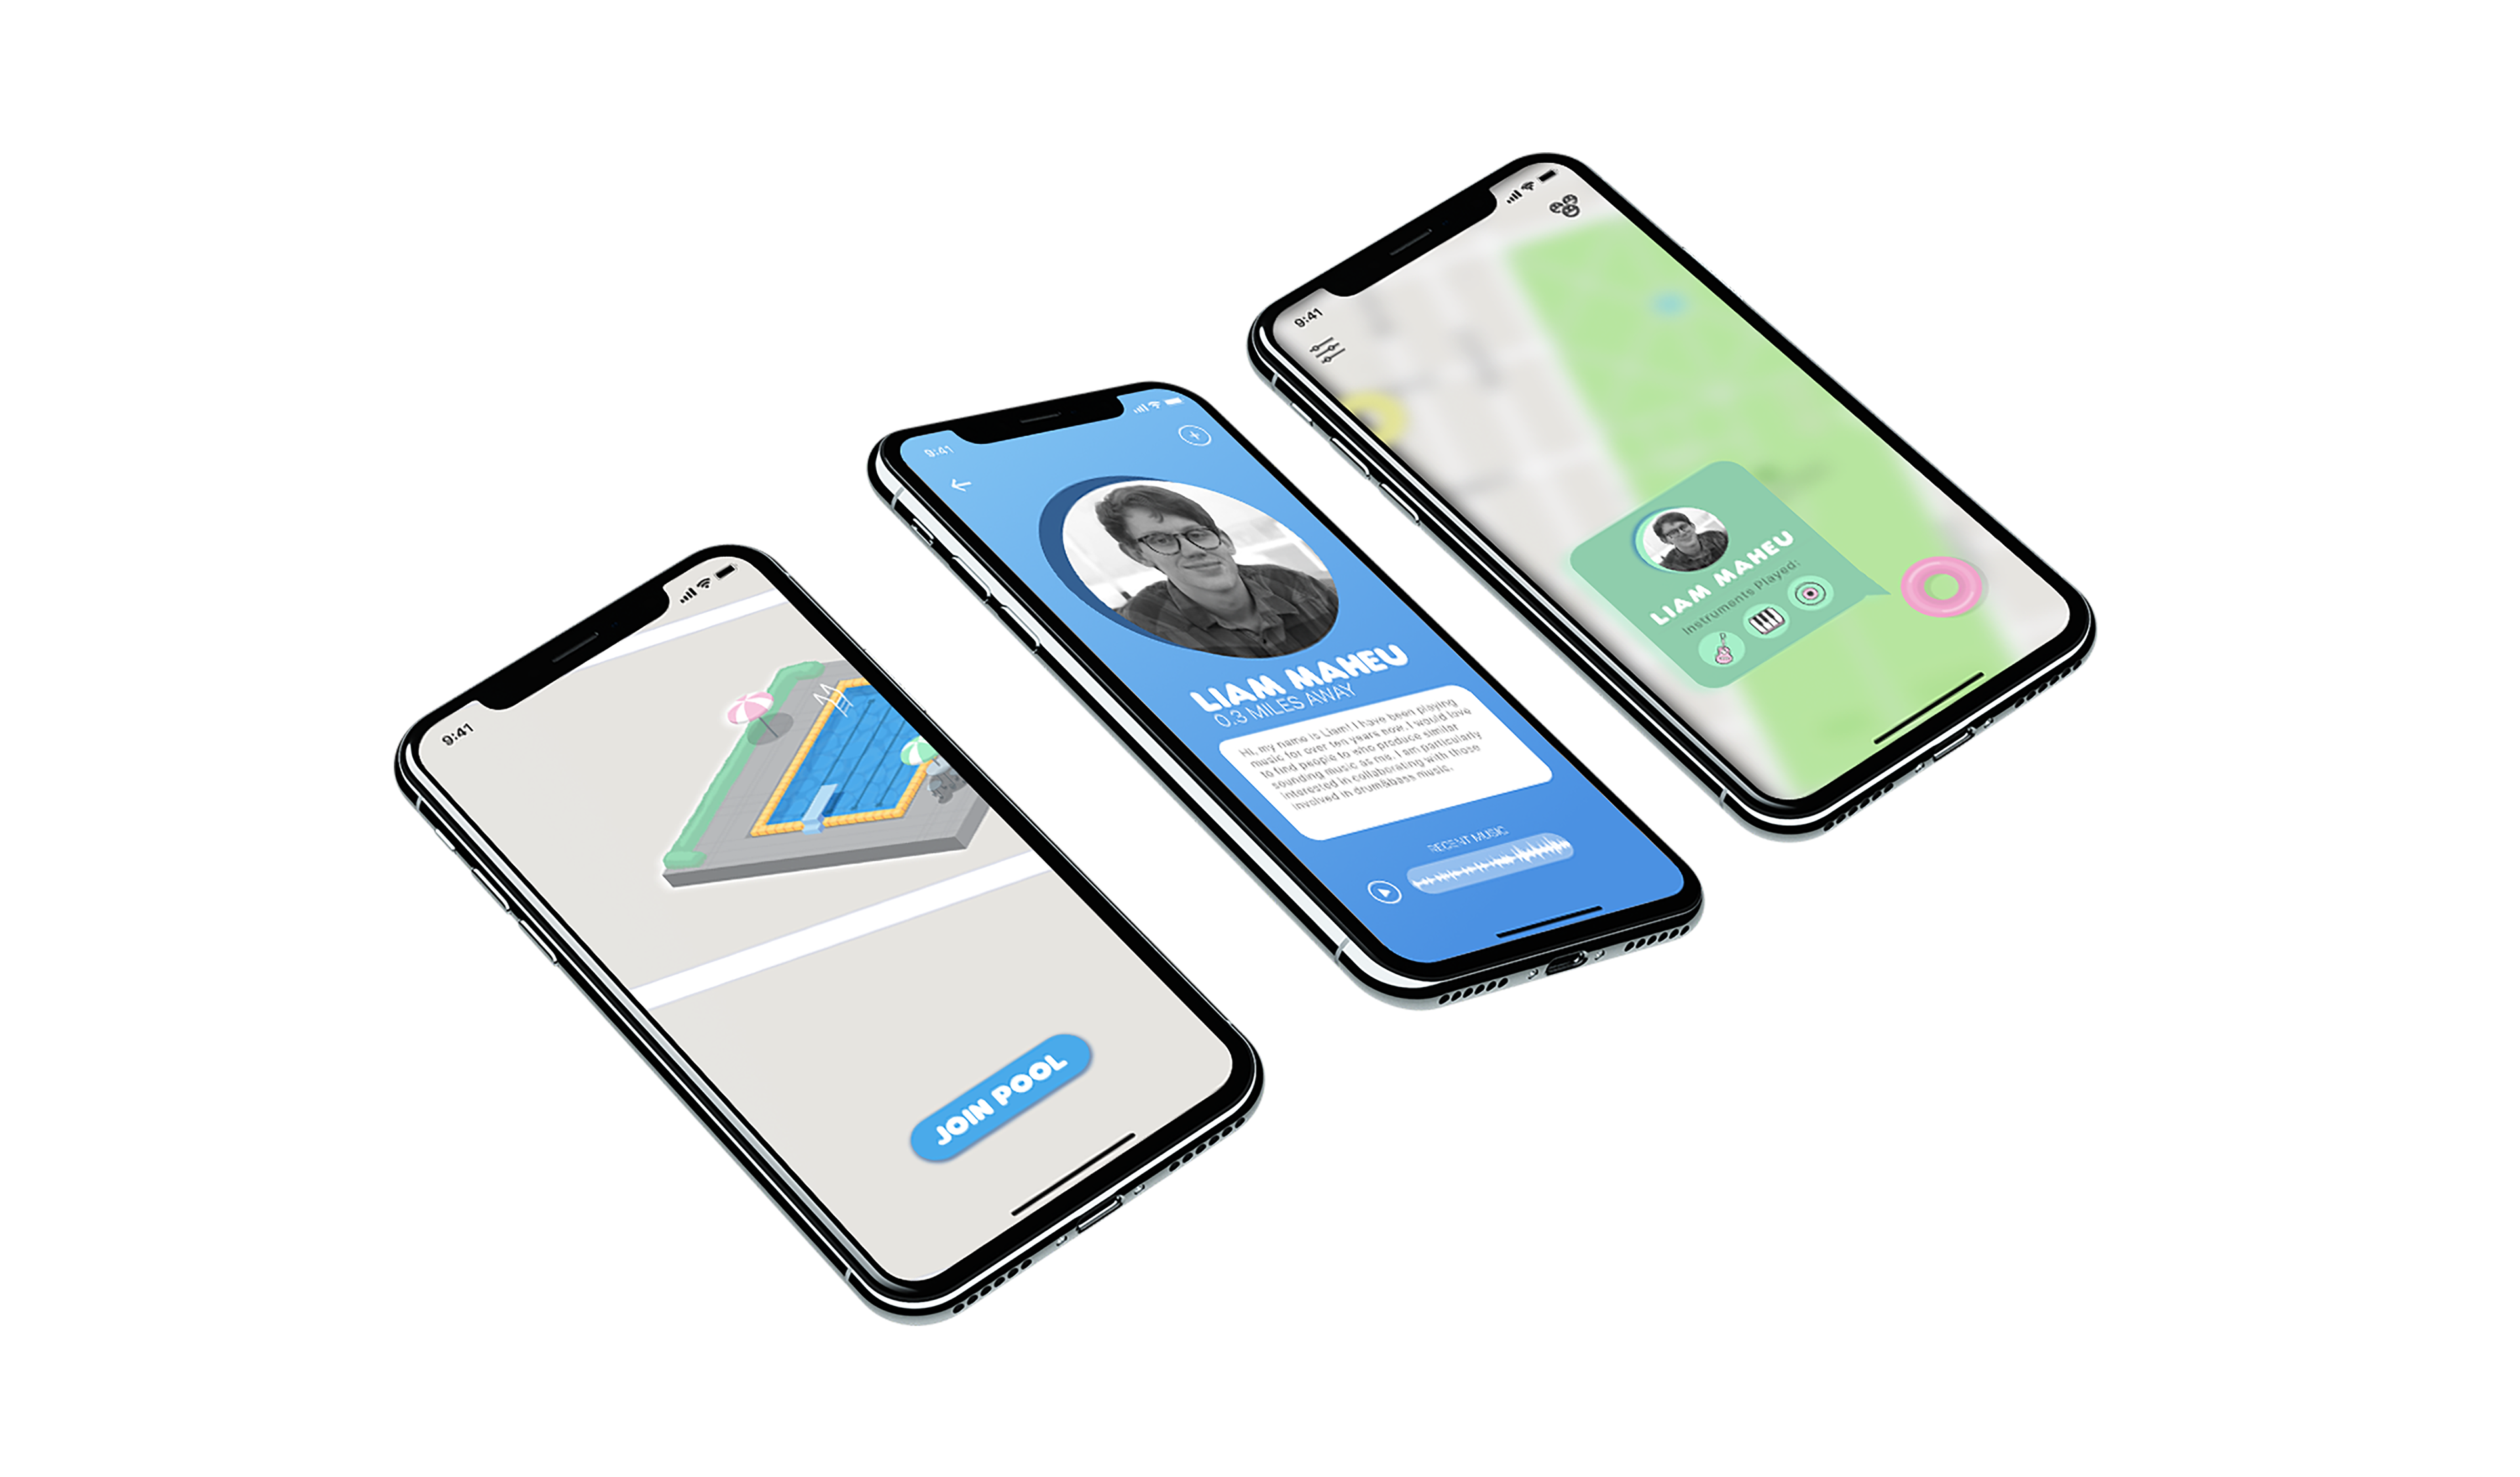 9:41
JOIN POOL
9:41
LIAM MAHEU
0.3 MILES AWAY
Hi, my name is Liam! I have been playing
music for over ten years now. I would love
to find people to who produce similar
sounding music as me. I am particularly
interested in collaborating with those
involved in drum&bass music.
RECENT MUSIC
9:41
LIAM MAHEU
Instruments Played: